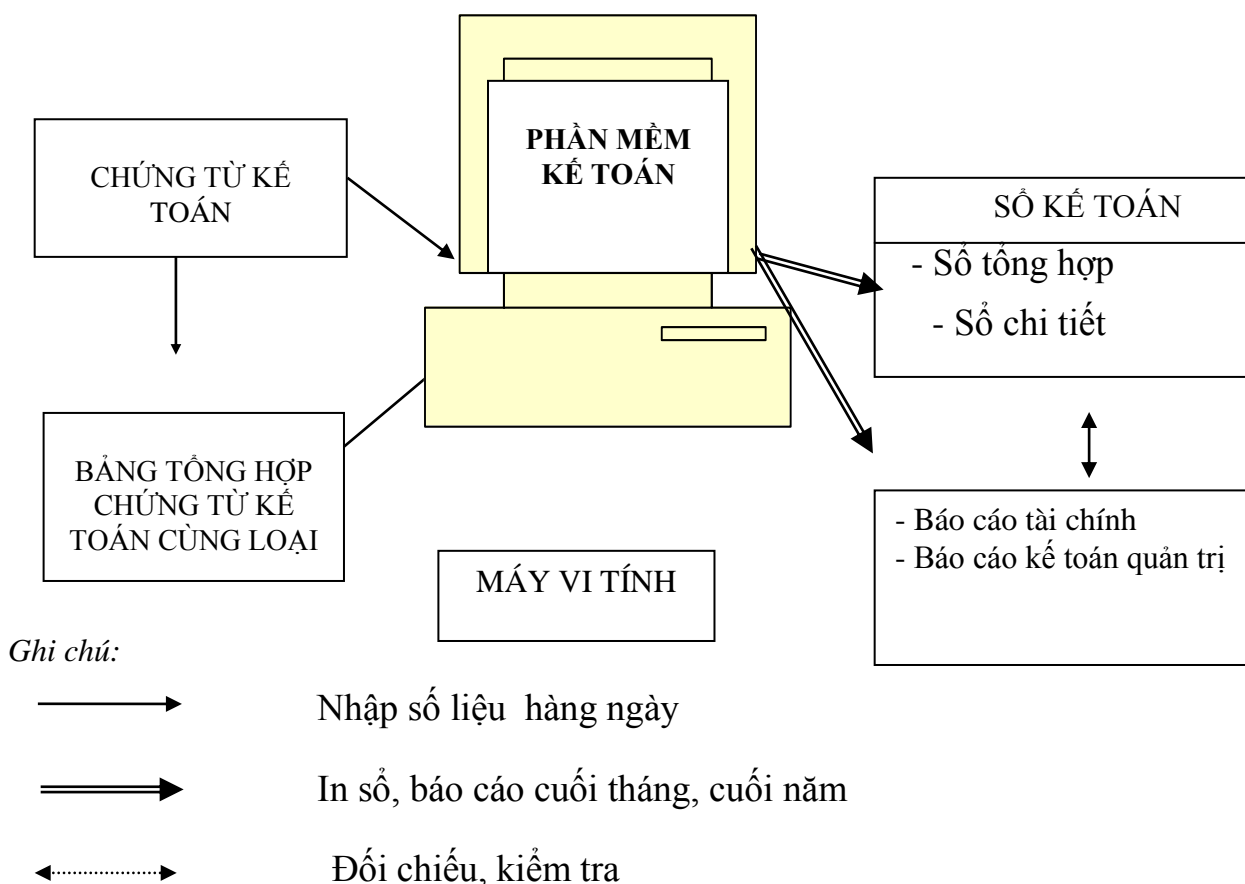 CHỨNG TỪ KẾ
TOÁN
PHẦN MỀM
KẾ TOÁN
SỔ KẾ TOÁN
- Sổ tổng hợp
- Sổ chi tiết
BẢNG TỔNG HỢP
CHỨNG TỪ KẾ
TOÁN CÙNG LOẠI
MÁY VI TÍNH
- Báo cáo tài chính
- Báo cáo kế toán quản trị
Ghi chú:
Nhập số liệu hàng ngày
In sổ, báo cáo cuối tháng, cuối năm
Đối chiếu, kiểm tra